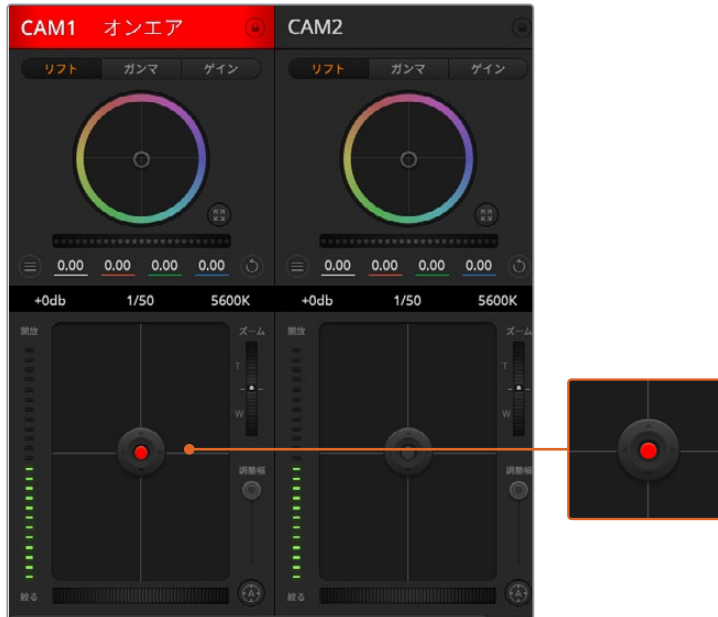 CAM1 オンエア
CAM2
リフト ガンマ ゲイン
リフト ガンマ ゲイン
0.00 0.00 0.00 0.00
0.00 0.00 0.00 0.00
+0db 1/50 5600K
+0db 1/50 5600K
開放 ズーム
開放 ズーム
T
T
W
W
調整幅
調整幅
絞る A
絞る A